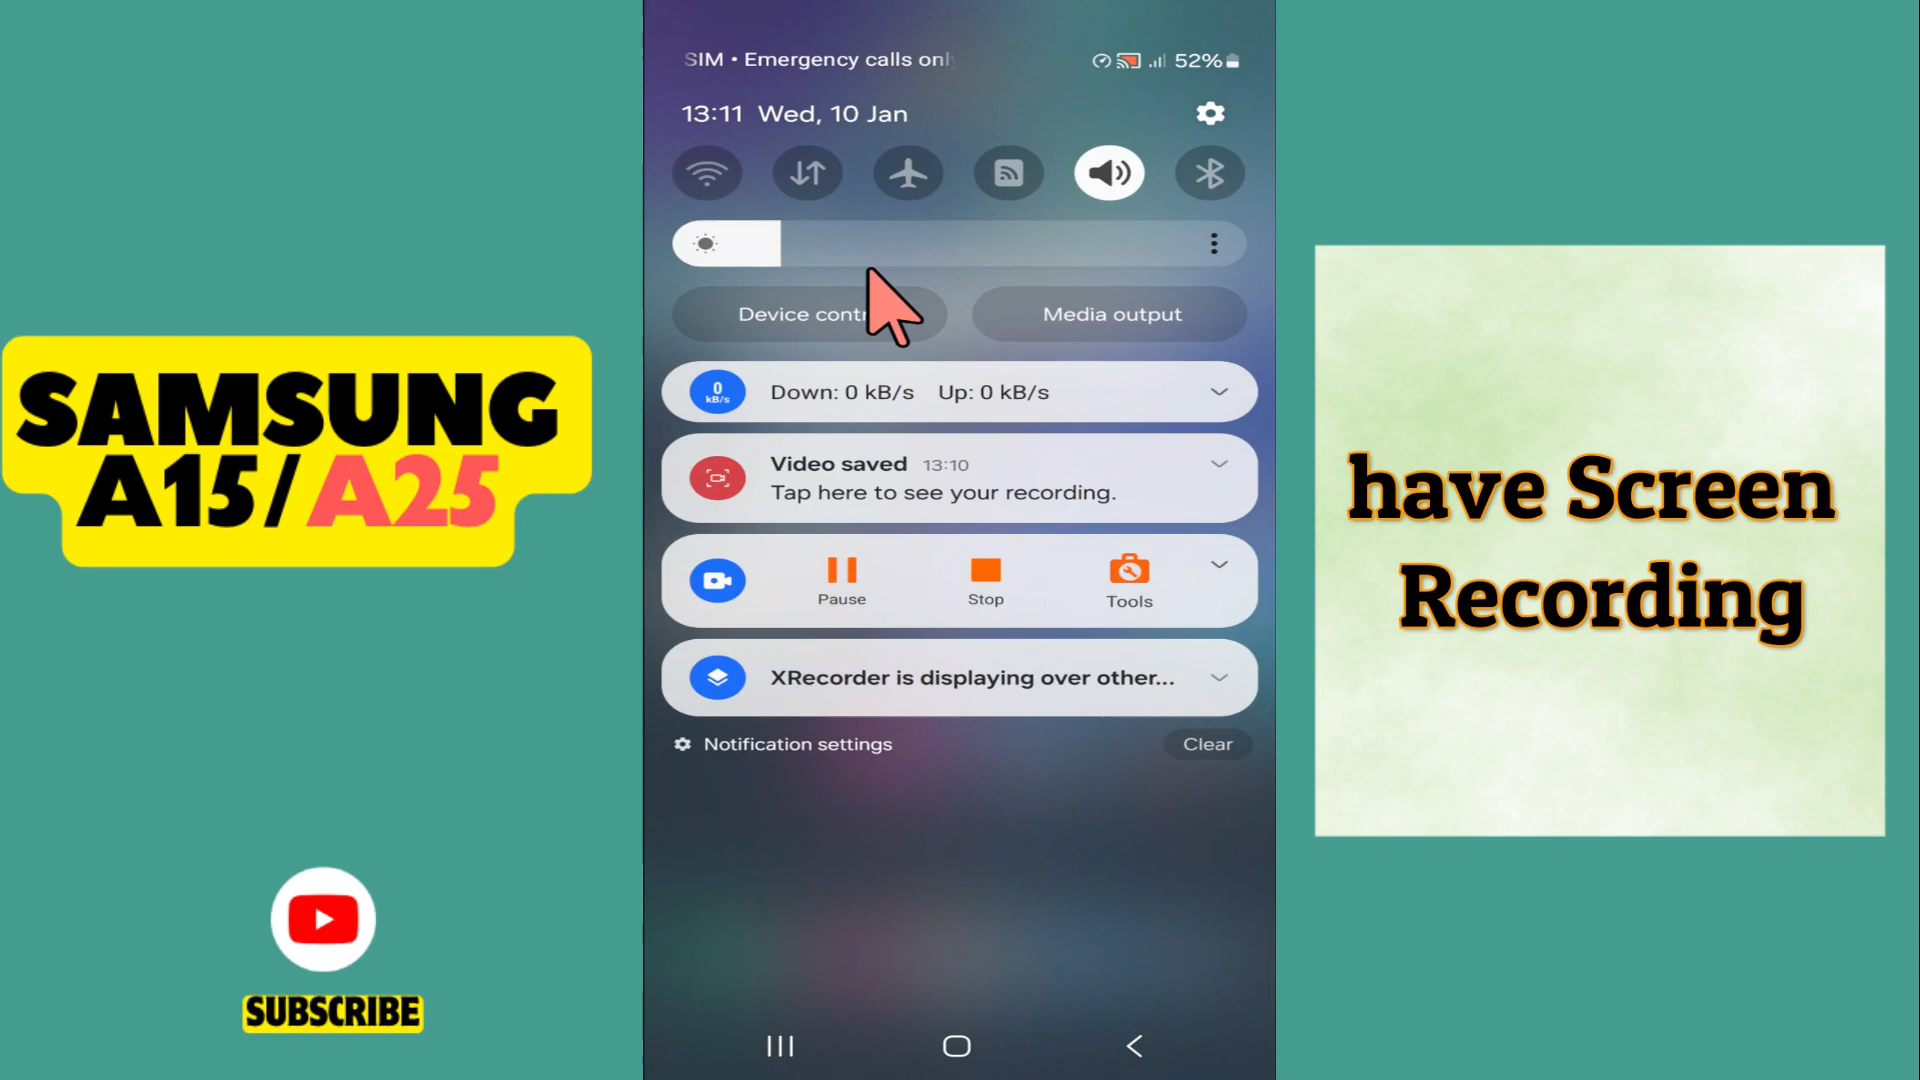 SIM • Emergency calls onl
52%
13:11 Wed, 10 Jan
Device contr
Media output
0 kB/s
Down: 0 kB/s Up: 0 kB/s
Video saved 13:10
Tap here to see your recording.
Pause
Stop
Tools
XRecorder is displaying over other...
Notification settings
Clear
SAMSUNG
A15/A25
SUBSCRIBE
have Screen
Recording